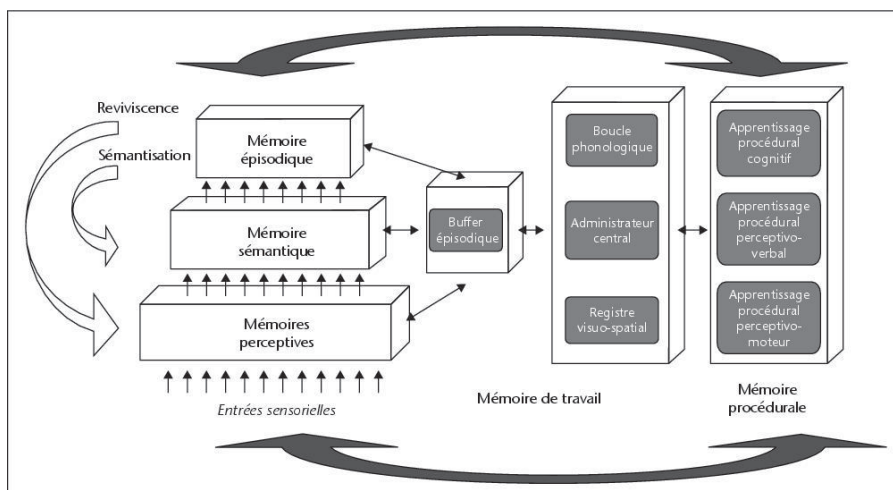 Reviviscence
Sémantisation
Mémoire
épisodique
Mémoire
sémantique
Mémoires
perceptives
Entrées sensorielles
Buffer
épisodique
Boucle
phonologique
Administrateur
central
Registre
visuo-spatial
Mémoire de travail
Apprentissage
procédural
cognitif
Apprentissage
procédural
perceptivo-
verbal
Apprentissage
procédural
perceptivo-
moteur
Mémoire
procédurale